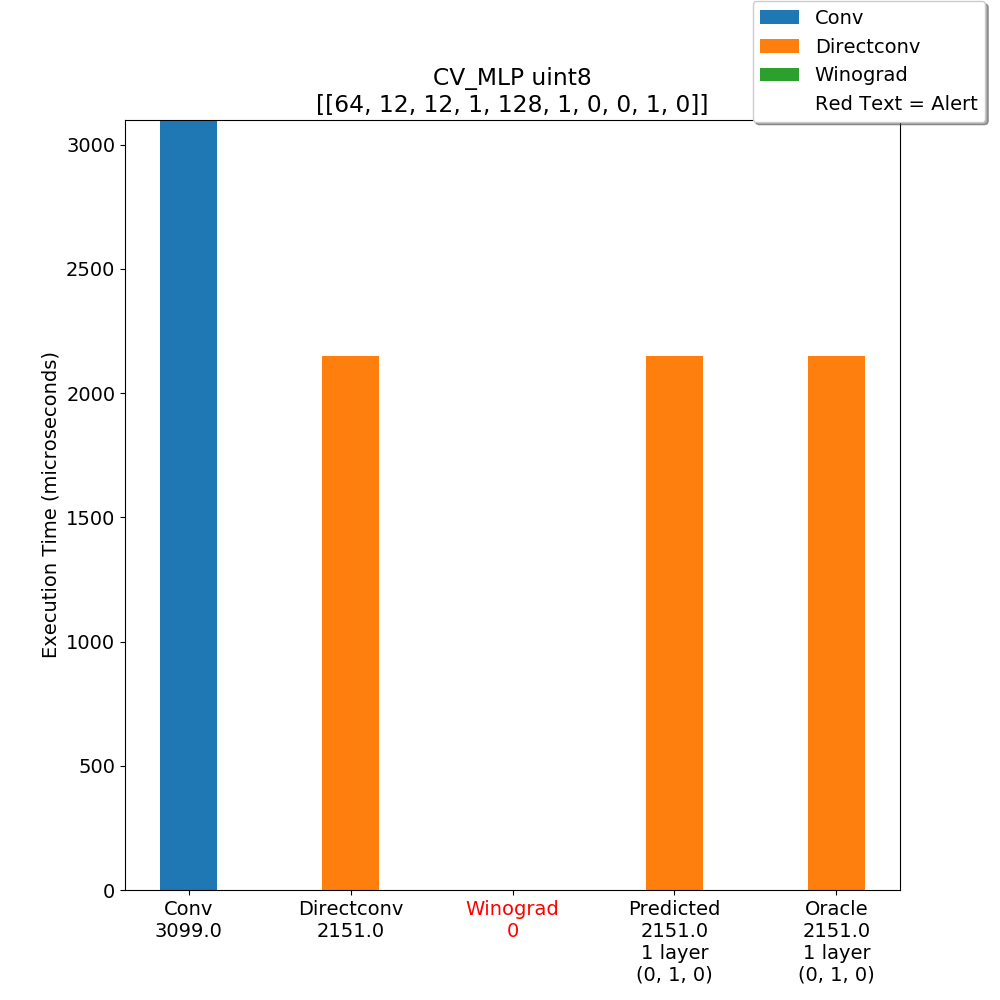 Conv
Directconv
Winograd
Red Text = Alert
CV_MLP uint8
[[64, 12, 12, 1, 128, 1, 0, 0, 1, 0]]
Execution Time (microseconds)
3000
2500
2000
1500
1000
500
0
Conv
3099.0
Directconv
2151.0
Winograd
0
Predicted
2151.0
1 layer
(0, 1, 0)
Oracle
2151.0
1 layer
(0, 1, 0)